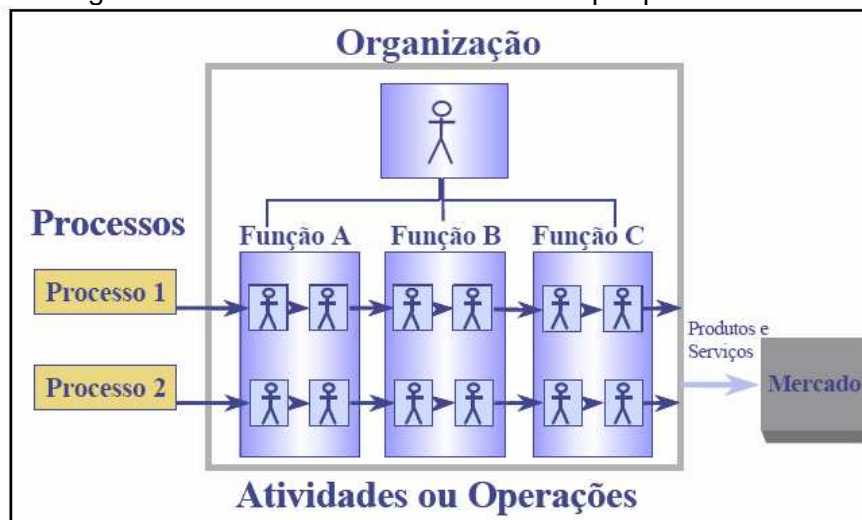 Organização
Processos
Função A
Função B
Função C
Processo 1
Processo 2
Produtos e
Serviços
Mercado
Atividades ou Operações